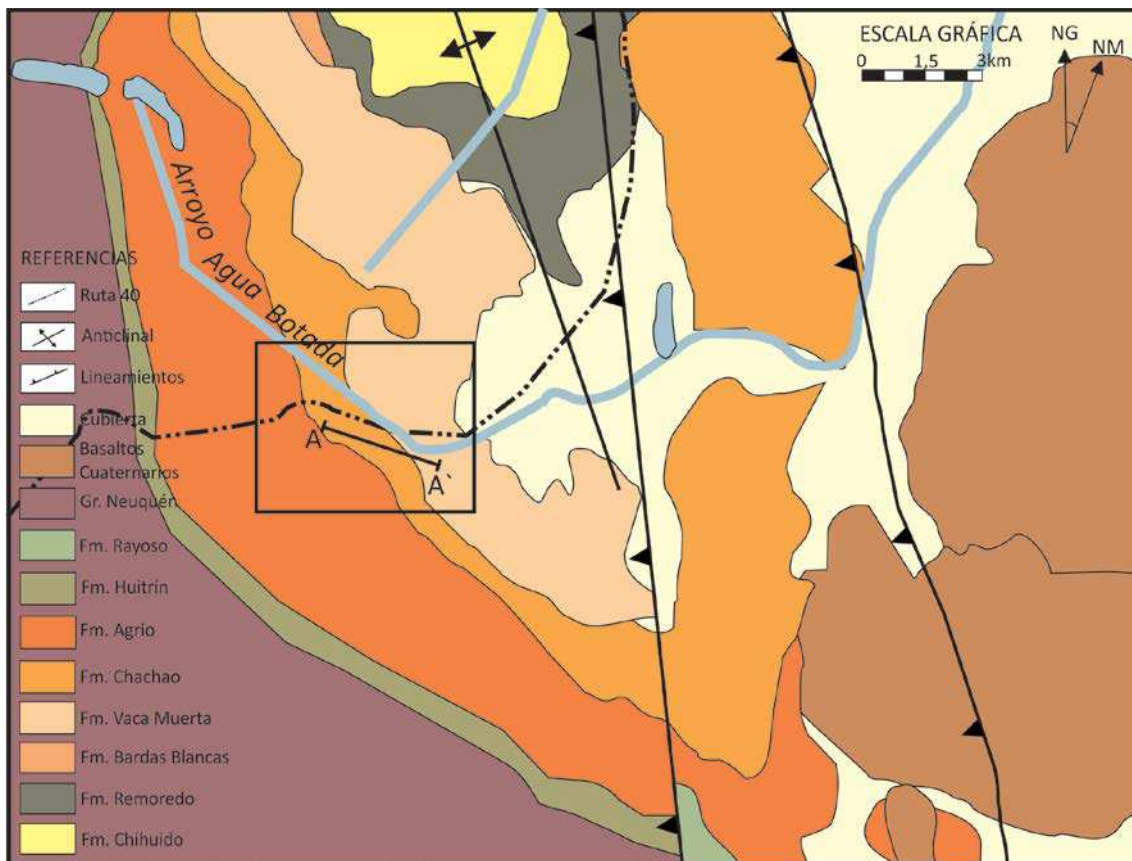 ESCALA GRÁFICA
0 1,5 3km
NG
NM
Arroyo Agua Botada
A
A`
REFERENCIAS
Ruta 40
Anticlinal
Lineamientos
Cubierta
Basaltos
Cuaternarios
Gr. Neuquén
Fm. Rayoso
Fm. Huitrín
Fm. Agrio
Fm. Chachao
Fm. Vaca Muerta
Fm. Bardas Blancas
Fm. Remoredo
Fm. Chihuido